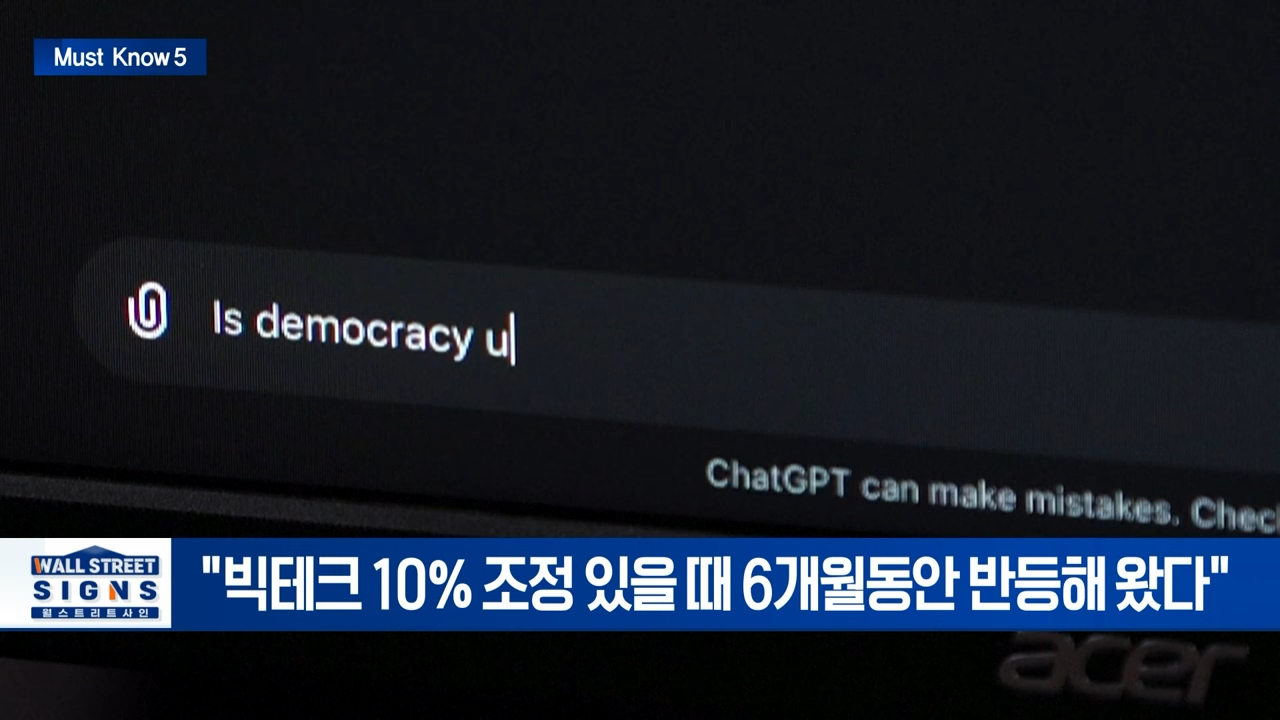 Must Know 5
Is democracy u
ChatGPT can make mistakes. Chec
WALL STREET
SIGNS
월스트리트사인
"빅테크 10% 조정 있을 때 6개월동안 반등해 왔다"
acer